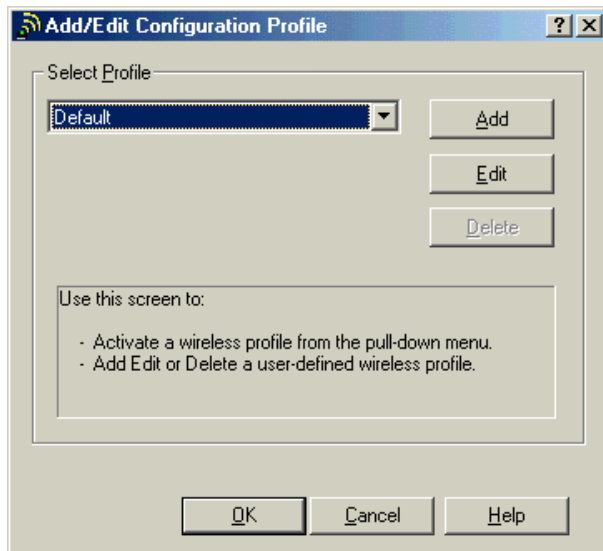 Add/Edit Configuration Profile
Select Profile
Default
Add
Edit
Delete
Use this screen to:
- Activate a wireless profile from the pull-down menu.
- Add Edit or Delete a user-defined wireless profile.
OK
Cancel
Help